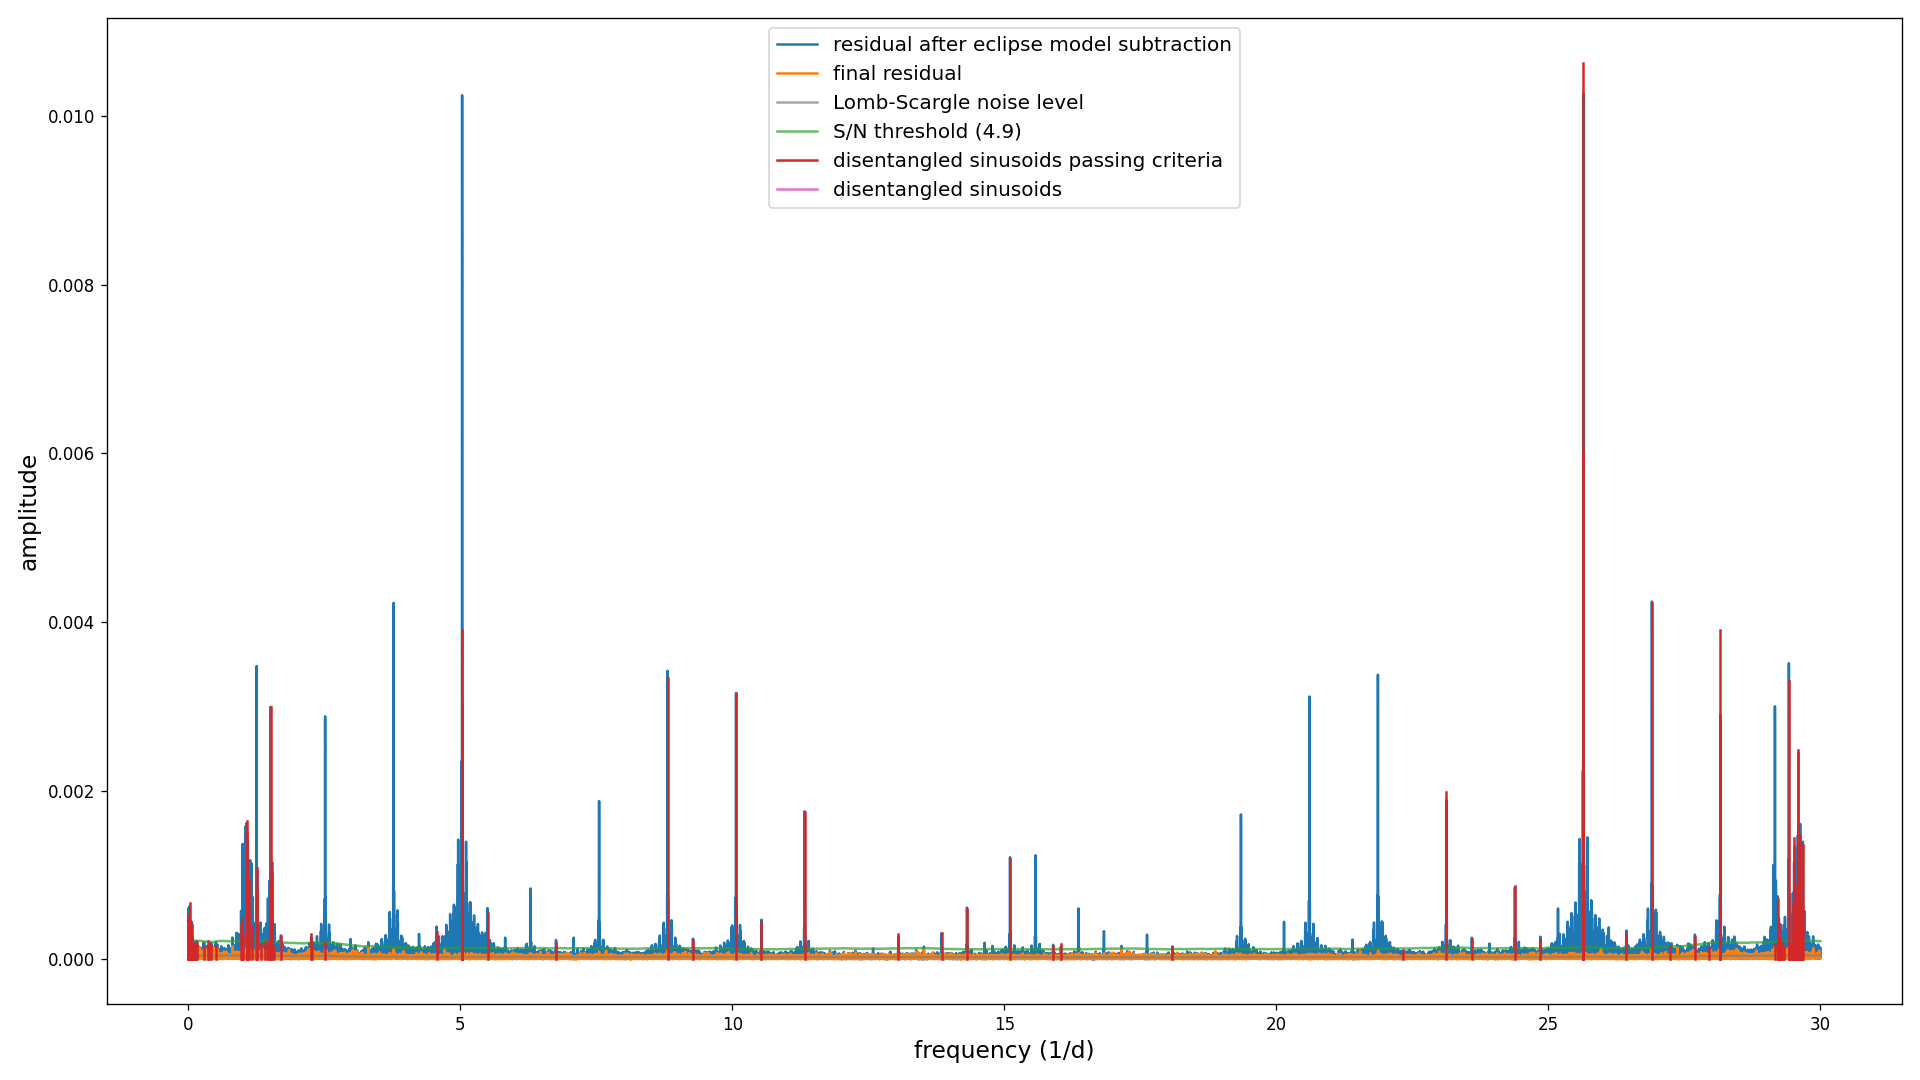 residual after eclipse model subtraction
final residual
Lomb-Scargle noise level
S/N threshold (4.9)
disentangled sinusoids passing criteria
disentangled sinusoids
0.010
0.008
0.006
0.004
0.002
0.000
amplitude
0 5 10 15 20 25 30
frequency (1/d)